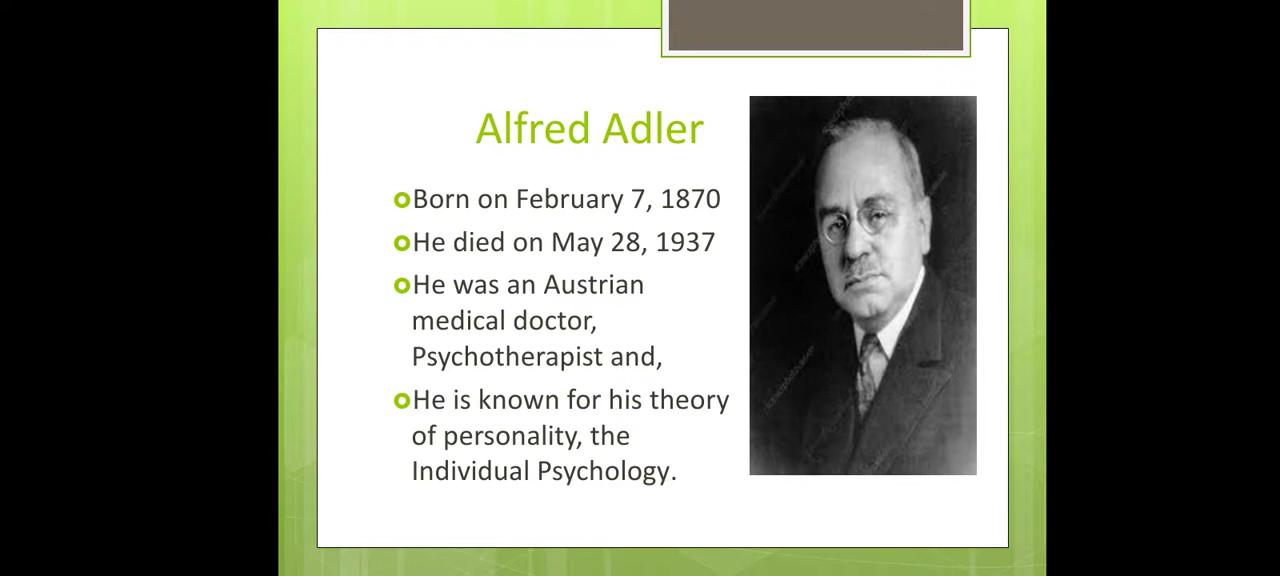 Alfred Adler
Born on February 7, 1870
He died on May 28, 1937
He was an Austrian
medical doctor,
Psychotherapist and,
He is known for his theory
of personality, the
Individual Psychology.